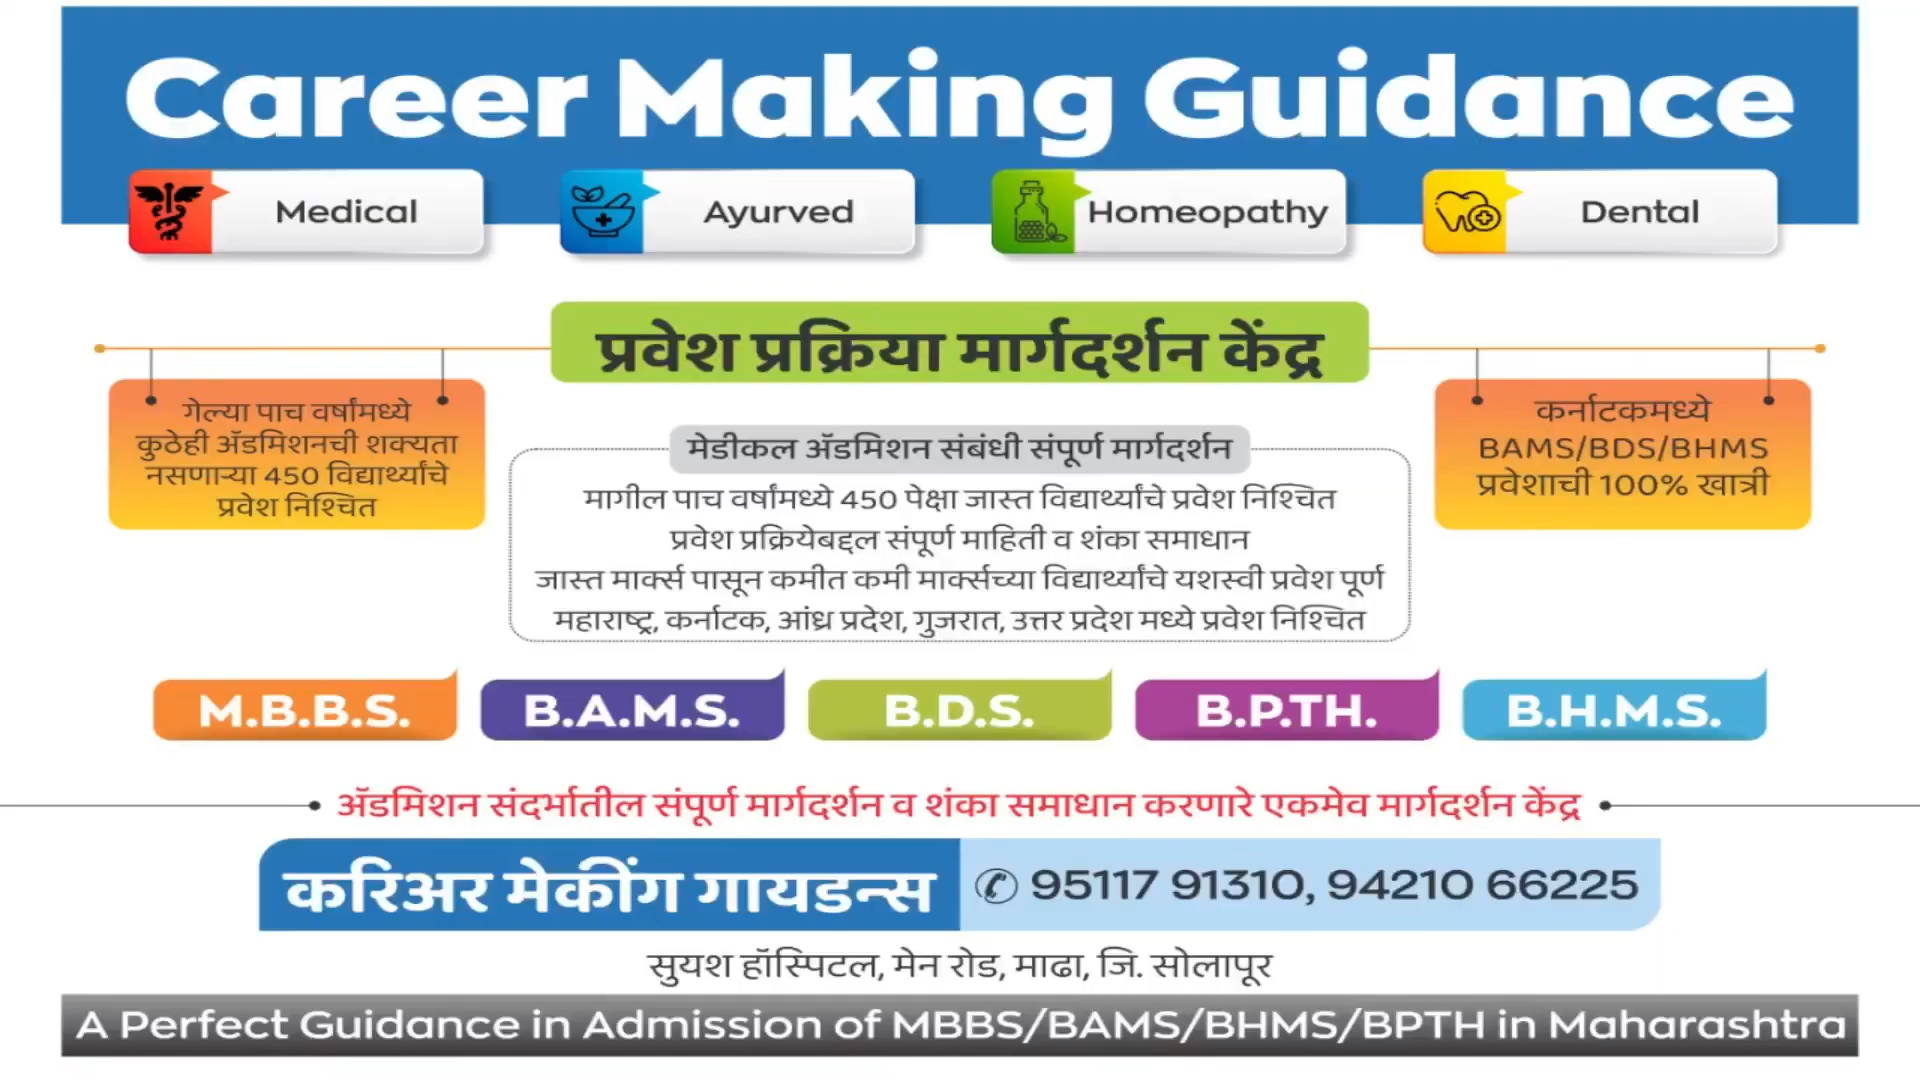 Career Making Guidance
Medical
Ayurved
Homeopathy
Dental
प्रवेश प्रक्रिया मार्गदर्शन केंद्र
गेल्या पाच वर्षांमध्ये
कुठेही ॲडमिशनची शक्यता
नसणाऱ्या 450 विद्यार्थ्यांचे
प्रवेश निश्चित
मेडीकल ॲडमिशन संबंधी संपूर्ण मार्गदर्शन
मागील पाच वर्षांमध्ये 450 पेक्षा जास्त विद्यार्थ्यांचे प्रवेश निश्चित
प्रवेश प्रक्रियेबद्दल संपूर्ण माहिती व शंका समाधान
जास्त मार्क्स पासून कमीत कमी मार्क्सच्या विद्यार्थ्यांचे यशस्वी प्रवेश पूर्ण
महाराष्ट्र, कर्नाटक, आंध्र प्रदेश, गुजरात, उत्तर प्रदेश मध्ये प्रवेश निश्चित
कर्नाटकमध्ये
BAMS/BDS/BHMS
प्रवेशाची 100% खात्री
M.B.B.S.
B.A.M.S.
B.D.S.
B.P.TH.
B.H.M.S.
ॲडमिशन संदर्भातील संपूर्ण मार्गदर्शन व शंका समाधान करणारे एकमेव मार्गदर्शन केंद्र
करिअर मेकींग गायडन्स
✆ 95117 91310, 94210 66225
सुयश हॉस्पिटल, मेन रोड, माढा, जि. सोलापूर
A Perfect Guidance in Admission of MBBS/BAMS/BHMS/BPTH in Maharashtra